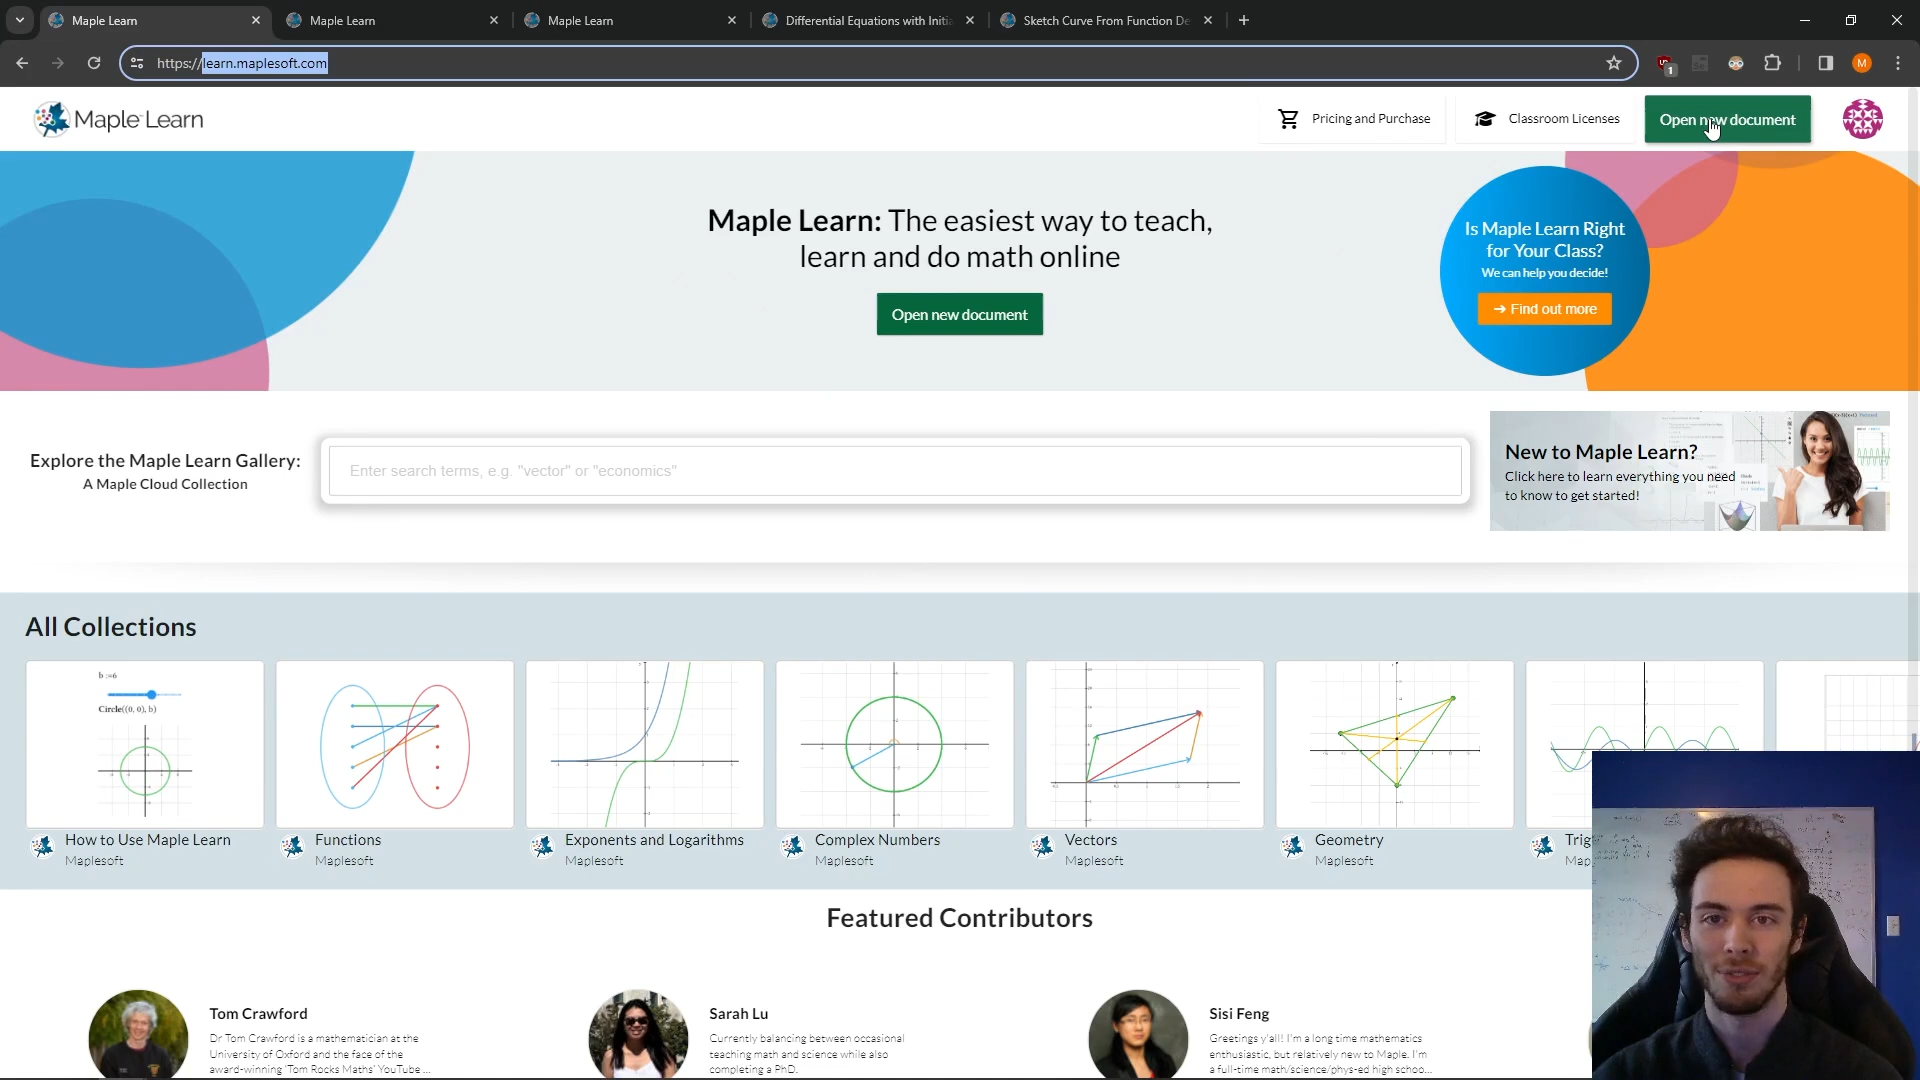 Maple Learn
Maple Learn
Maple Learn
Differential Equations with Initia
Sketch Curve From Function De
https://learn.maplesoft.com
1
M
Maple Learn
Pricing and Purchase
Classroom Licenses
Open new document
Maple Learn: The easiest way to teach,
learn and do math online
Open new document
Is Maple Learn Right
for Your Class?
We can help you decide!
➔ Find out more
Explore the Maple Learn Gallery:
A Maple Cloud Collection
Enter search terms, e.g. "vector" or "economics"
New to Maple Learn?
Click here to learn everything you need
to know to get started!
All Collections
b :=6
Circle((0, 0), b)
How to Use Maple Learn
Maplesoft
Functions
Maplesoft
Exponents and Logarithms
Maplesoft
Complex Numbers
Maplesoft
Vectors
Maplesoft
Geometry
Maplesoft
Trig
Map
Featured Contributors
Tom Crawford
Dr Tom Crawford is a mathematician at the
University of Oxford and the face of the
award-winning 'Tom Rocks Maths' YouTube ...
Sarah Lu
Currently balancing between occasional
teaching math and science while also
completing a PhD.
Sisi Feng
Greetings y'all! I'm a long time mathematics
enthusiastic, but relatively new to Maple. I'm
a full-time math/science/phys-ed high schoo...